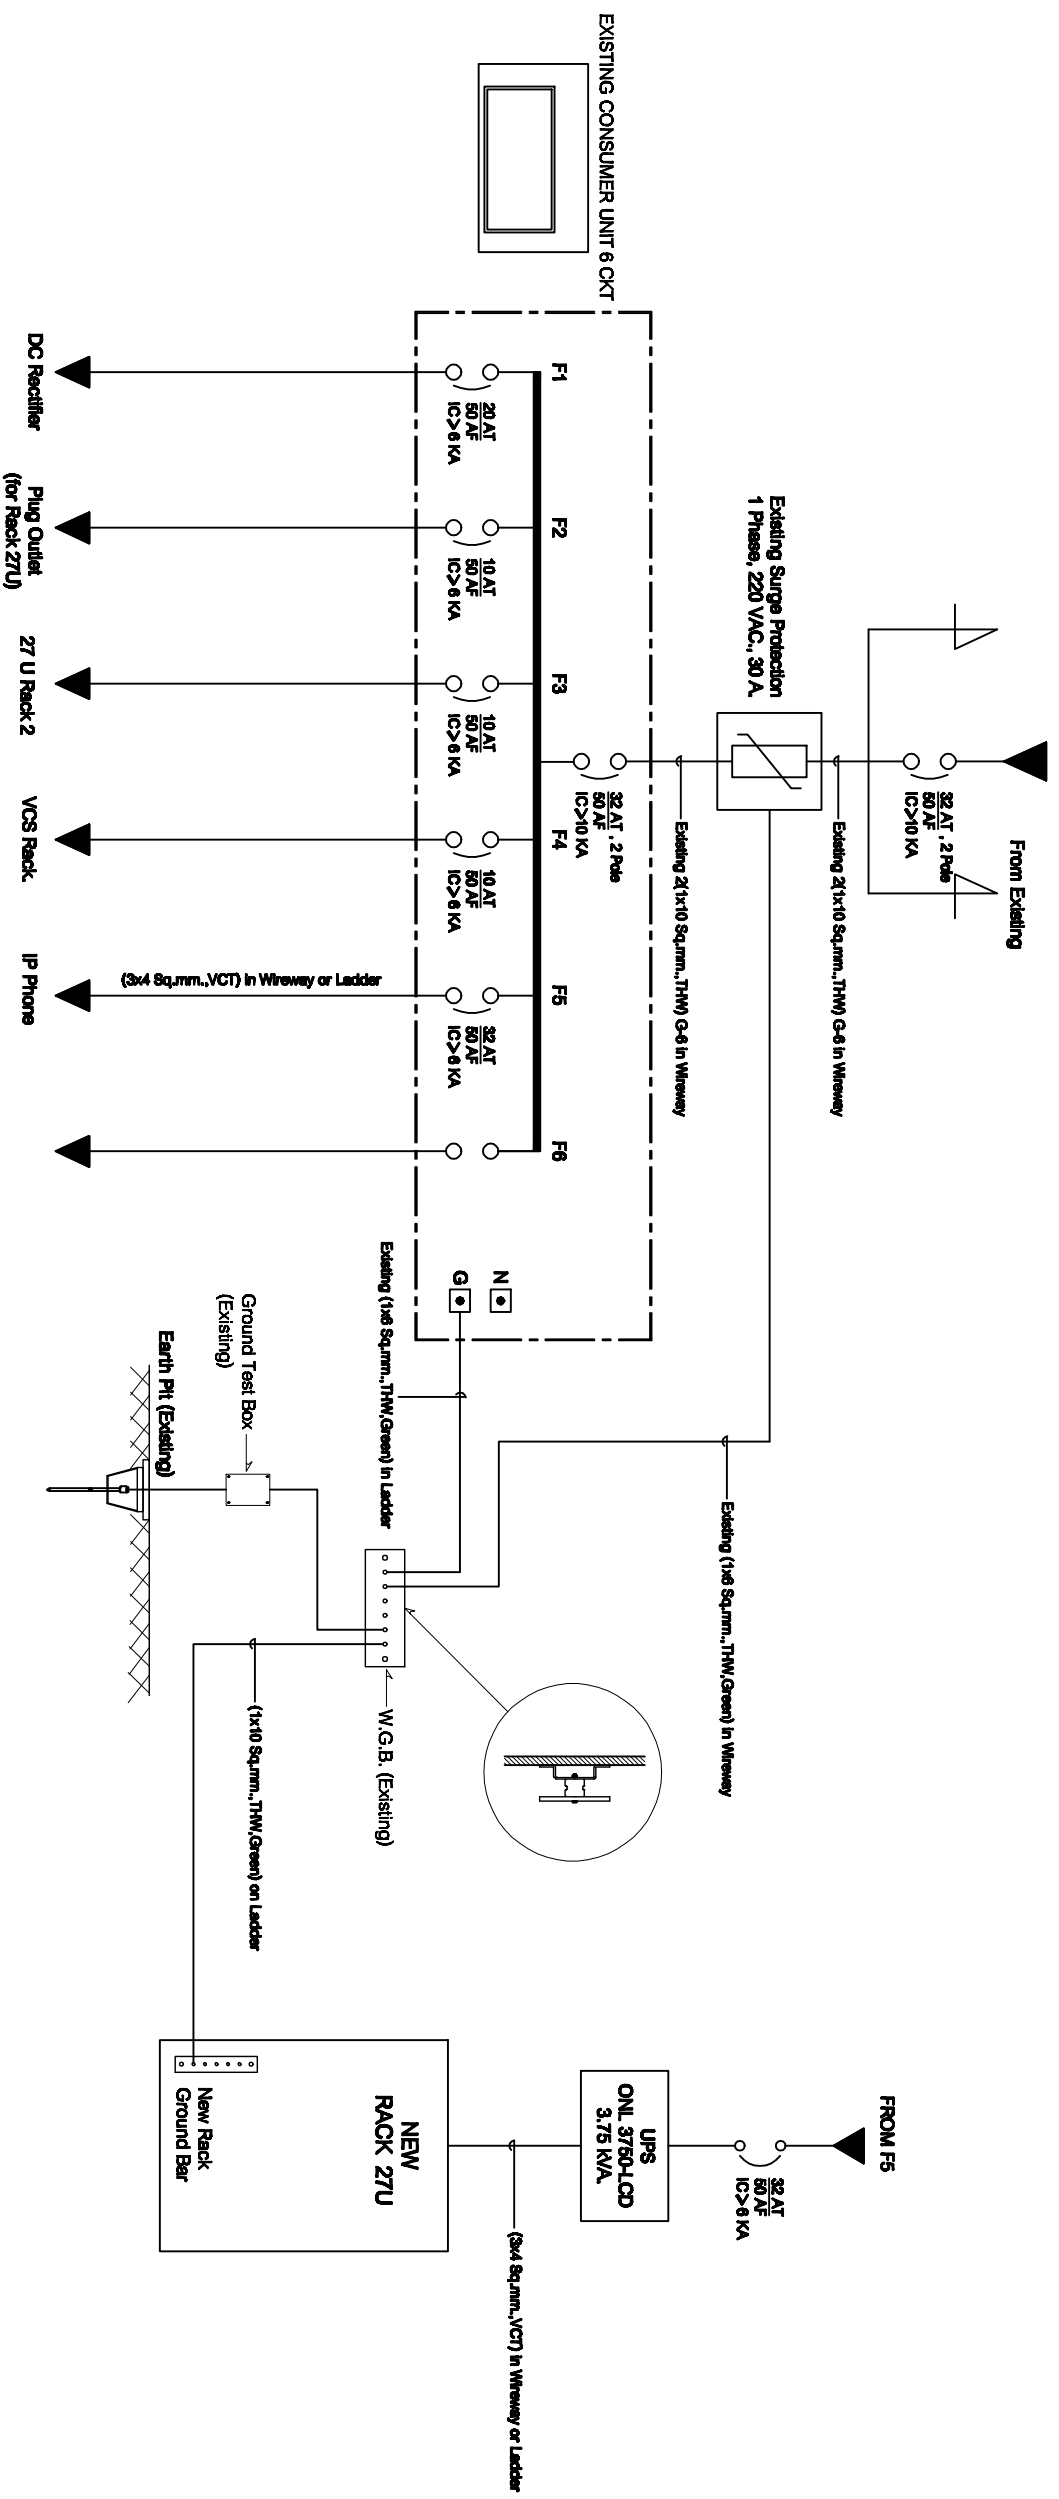 EXISTING CONSUMER UNIT 6 CKT
From Existing
32 AT , 2 Pole
50 AF
IC>10 KA
Existing 2(1x10 Sq.mm.,THW) G-6 in Wireway
Existing Surge Protection
1 Phase, 220 VAC., 30 A.
Existing 2(1x10 Sq.mm.,THW) G-6 in Wireway
32 AT , 2 Pole
50 AF
IC>10 KA
F1
20 AT
50 AF
IC>6 KA
DC Rectifier
F2
10 AT
50 AF
IC>6 KA
Plug Outlet
(for Rack 27U)
F3
10 AT
50 AF
IC>6 KA
27 U Rack 2
F4
10 AT
50 AF
IC>6 KA
VCS Rack.
F5
32 AT
50 AF
IC>6 KA
(3x4 Sq.mm.,VCT) in Wireway or Ladder
IP Phone
F6
N
G
Existing (1x6 Sq.mm.,THW,Green) in Ladder
Existing (1x6 Sq.mm.,THW,Green) in Wireway
Ground Test Box
(Existing)
Earth Pit (Existing)
W.G.B. (Existing)
(1x10 Sq.mm.,THW,Green) on Ladder
FROM F5
32 AT
50 AF
IC>6 KA
UPS
ONL 3750-LCD
3.75 kVA.
(3x4 Sq.mm.,VCT) in Wireway or Ladder
NEW
RACK 27U
New Rack
Ground Bar